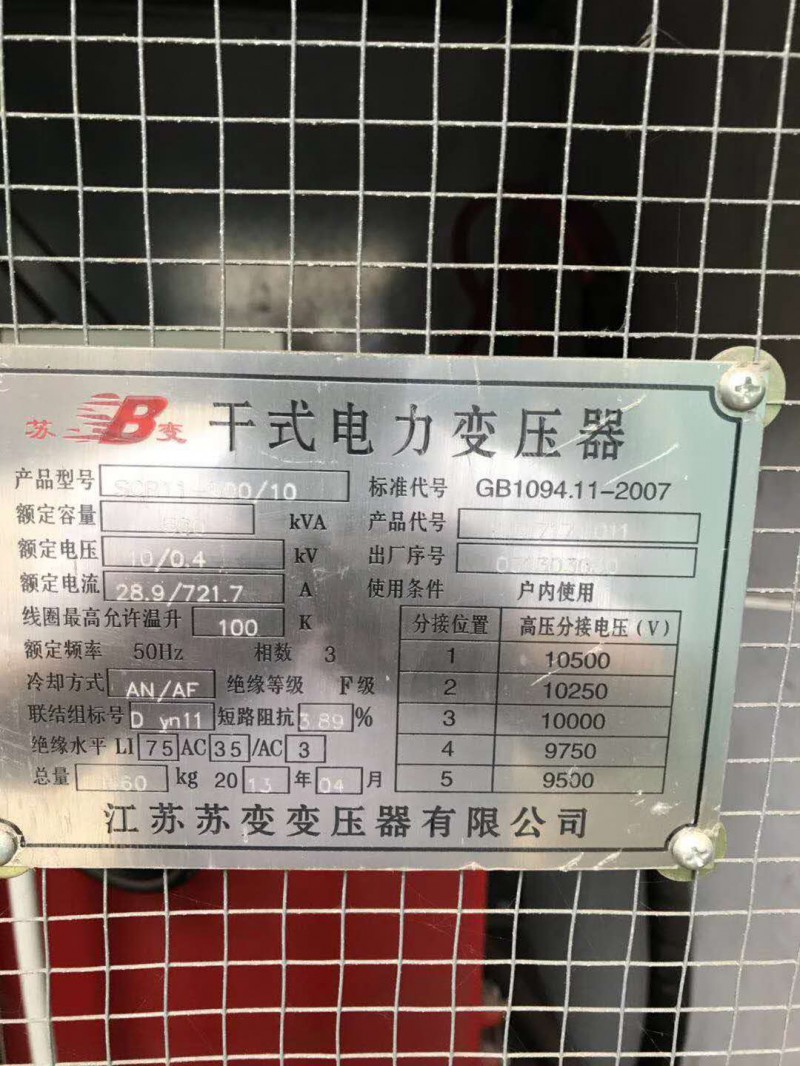 苏 B 变 干式电力变压器
产品型号 SCB11-500/10 标准代号 GB1094.11-2007
额定容量 kVA 产品代号
额定电压 10/0.4 kV 出厂序号
额定电流 28.9/721.7 A 使用条件 户内使用
线圈最高允许温升 100 K
额定频率 50Hz 相数 3
冷却方式 AN/AF 绝缘等级 F级
联结组标号 D yn11 短路阻抗 3.89 %
绝缘水平 LI 75 AC 35 /AC 3
总量 kg 20 13 年 04 月
分接位置 高压分接电压(V)
1 10500
2 10250
3 10000
4 9750
5 9500
江苏苏变变压器有限公司